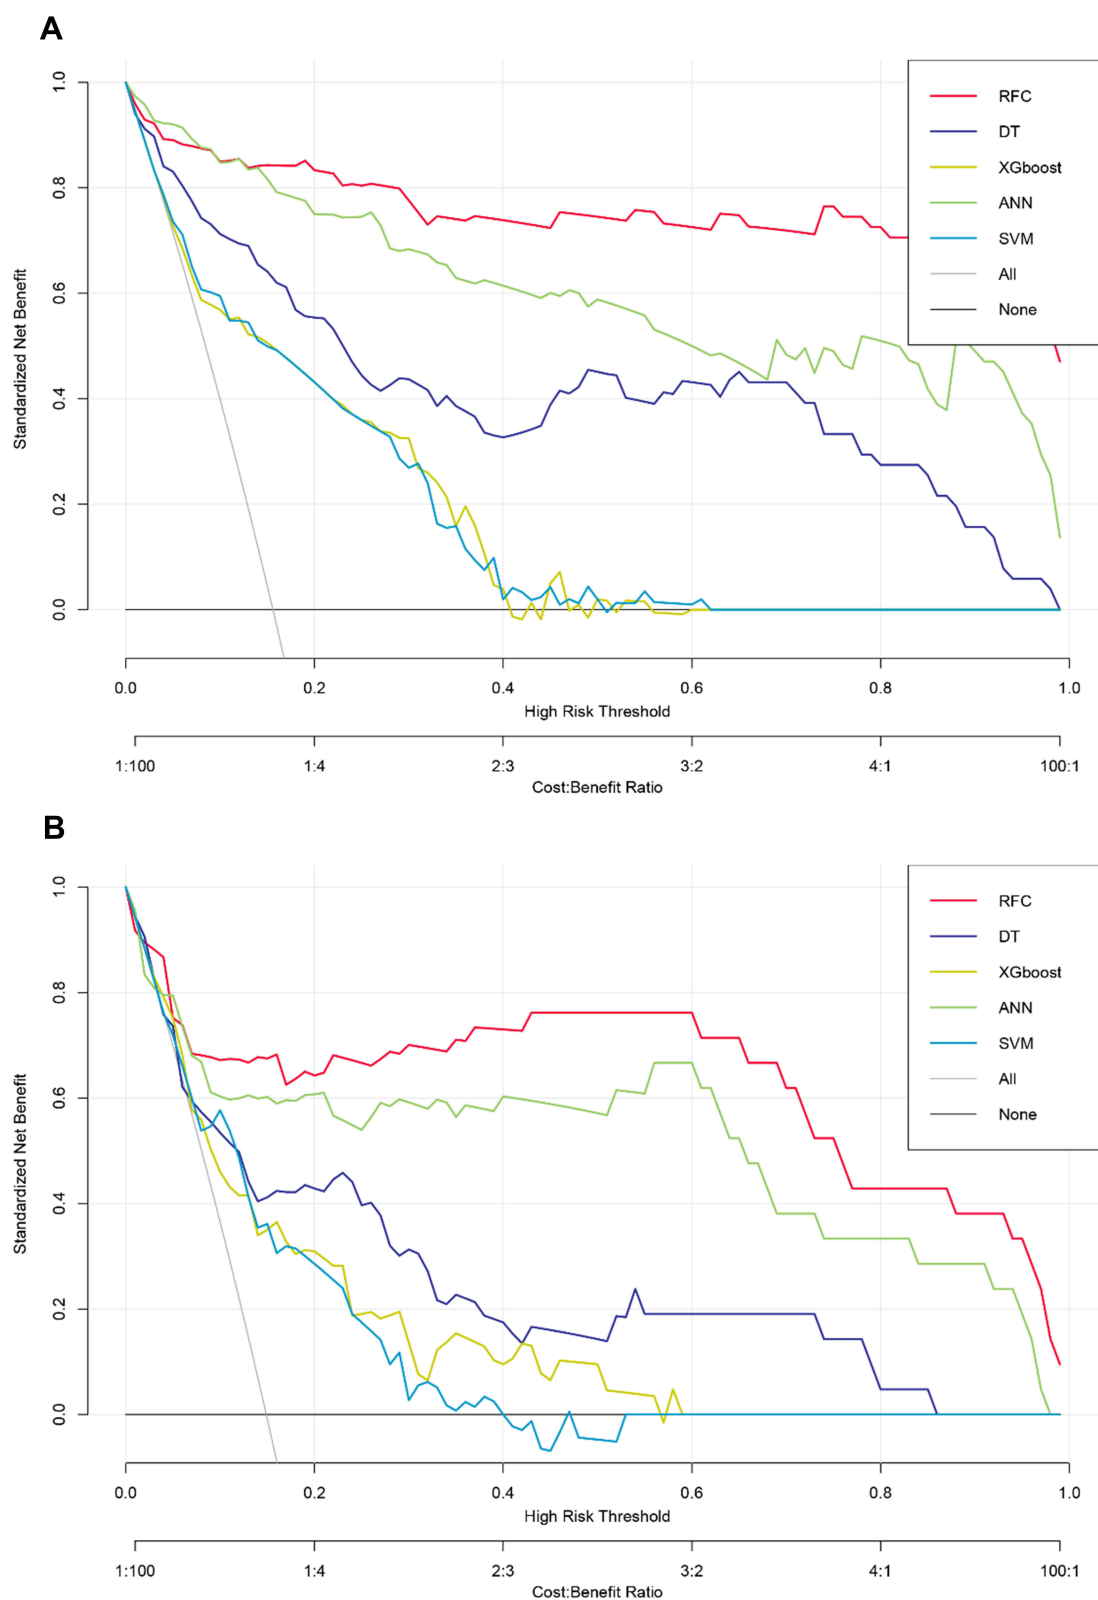 A
Standardized Net Benefit
1.0
0.8
0.6
0.4
0.2
0.0
RFC
DT
XGboost
ANN
SVM
All
None
0.0 0.2 0.4 0.6 0.8 1.0
High Risk Threshold
1:100 1:4 2:3 3:2 4:1 100:1
Cost:Benefit Ratio
B
Standardized Net Benefit
1.0
0.8
0.6
0.4
0.2
0.0
RFC
DT
XGboost
ANN
SVM
All
None
0.0 0.2 0.4 0.6 0.8 1.0
High Risk Threshold
1:100 1:4 2:3 3:2 4:1 100:1
Cost:Benefit Ratio